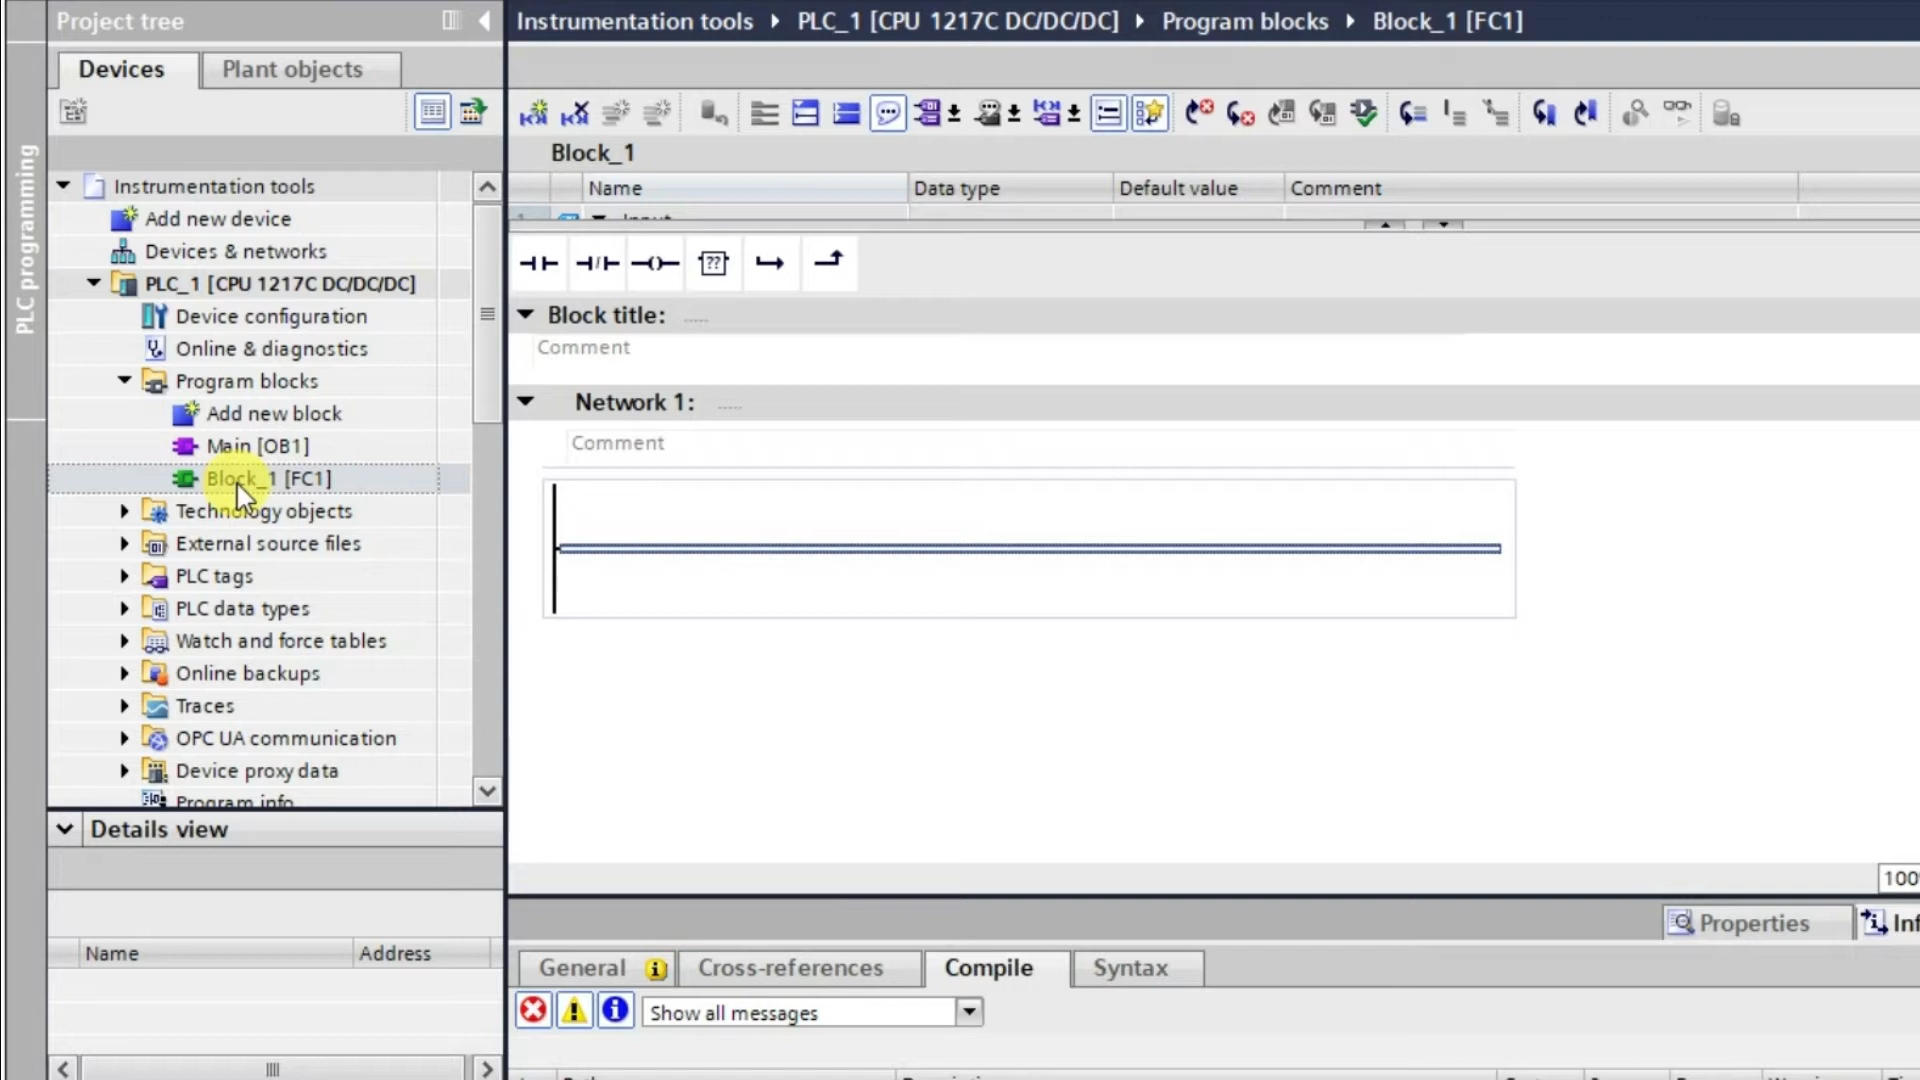 Project tree
Instrumentation tools PLC_1 [CPU 1217C DC/DC/DC] Program blocks Block_1 [FC1]
Devices
Plant objects
PLC programming
Block_1
Name Data type Default value Comment
Input
Instrumentation tools
Add new device
Devices & networks
PLC_1 [CPU 1217C DC/DC/DC]
Device configuration
Online & diagnostics
Program blocks
Add new block
Main [OB1]
Block_1 [FC1]
Technology objects
External source files
PLC tags
PLC data types
Watch and force tables
Online backups
Traces
OPC UA communication
Device proxy data
Program info
??
Block title: .....
Comment
Network 1: .....
Comment
Details view
Name Address
100%
Properties
General
Cross-references
Compile
Syntax
Show all messages